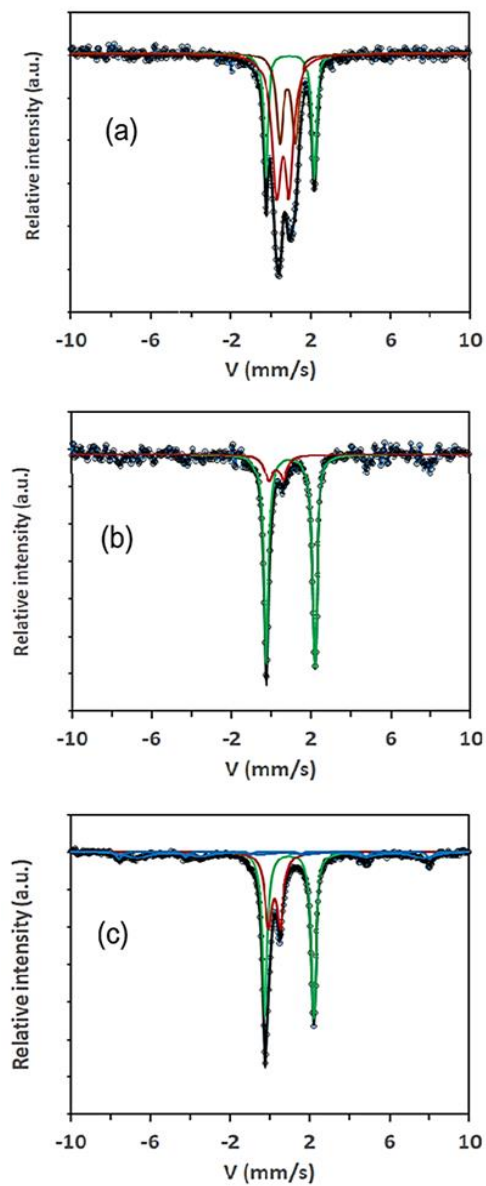 Relative intensity (a.u.)
(a)
-10 -6 -2 2 6 10
V (mm/s)
Relative intensity (a.u.)
(b)
-10 -6 -2 2 6 10
V (mm/s)
Relative intensity (a.u.)
(c)
-10 -6 -2 2 6 10
V (mm/s)